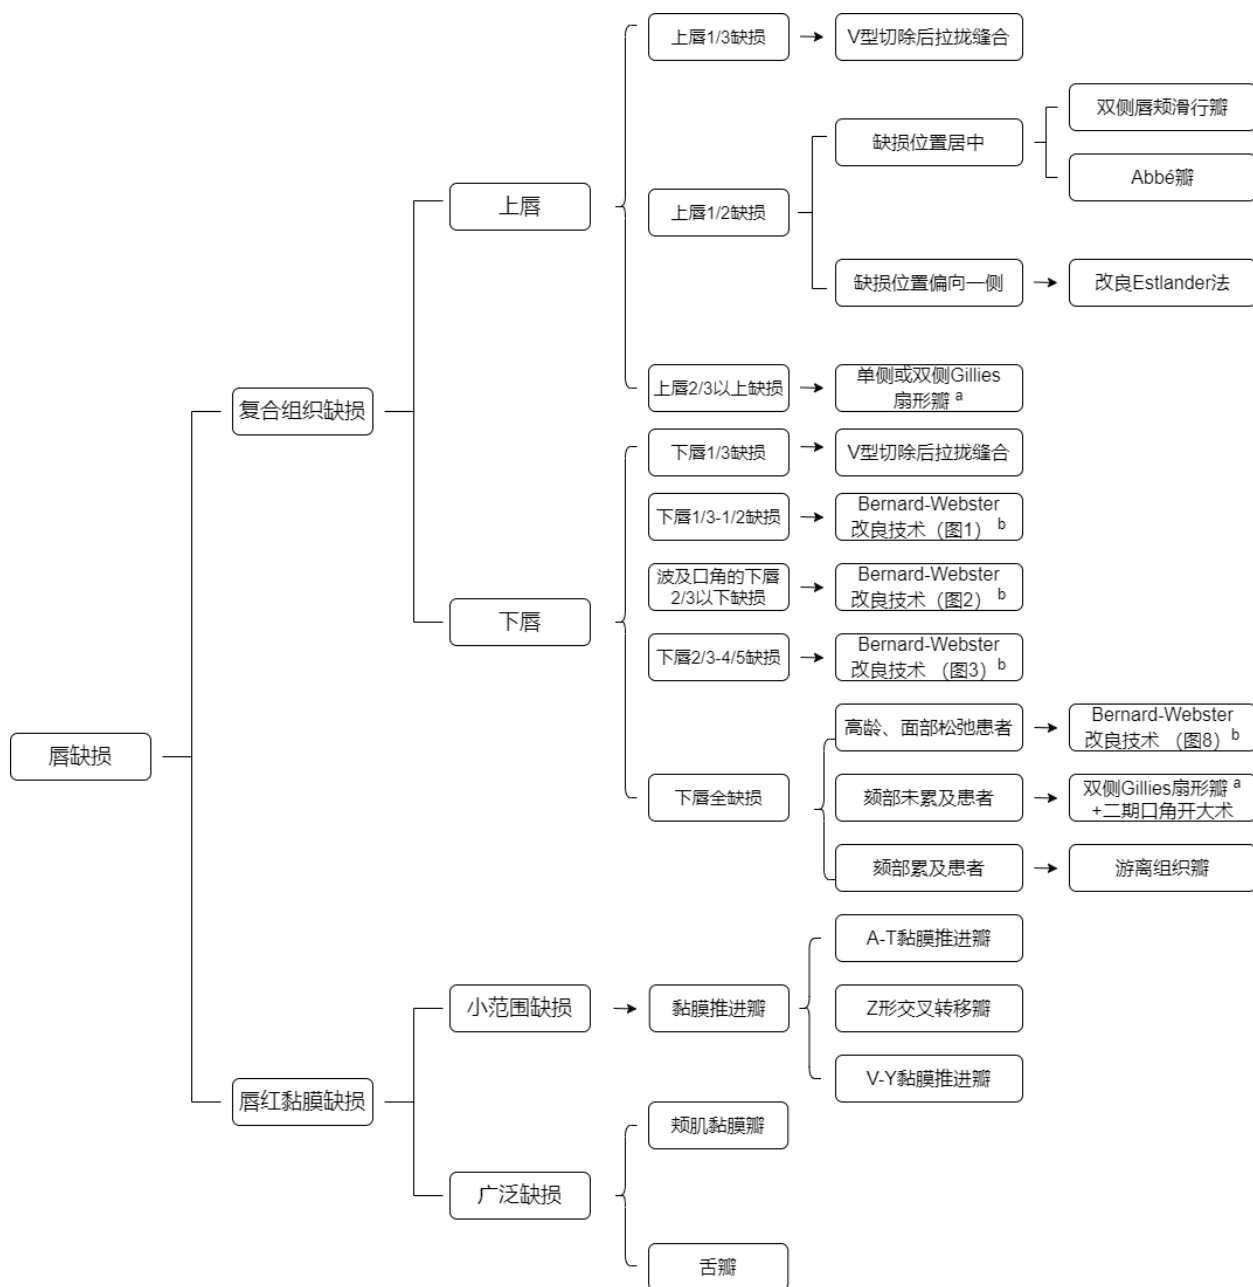 上唇1/3缺损
V型切除后拉拢缝合
双侧唇颊滑行瓣
缺损位置居中
Abbé瓣
上唇
上唇1/2缺损
缺损位置偏向一侧
改良Estlander法
上唇2/3以上缺损
单侧或双侧Gillies
扇形瓣 a
复合组织缺损
下唇1/3缺损
V型切除后拉拢缝合
下唇1/3-1/2缺损
Bernard-Webster
改良技术（图1） b
波及口角的下唇
2/3以下缺损
Bernard-Webster
改良技术（图2） b
下唇
下唇2/3-4/5缺损
Bernard-Webster
改良技术 （图3） b
高龄、面部松弛患者
Bernard-Webster
改良技术 （图8） b
唇缺损
下唇全缺损
颏部未累及患者
双侧Gillies扇形瓣 a
+二期口角开大术
颏部累及患者
游离组织瓣
A-T黏膜推进瓣
小范围缺损
黏膜推进瓣
Z形交叉转移瓣
V-Y黏膜推进瓣
唇红黏膜缺损
颊肌黏膜瓣
广泛缺损
舌瓣